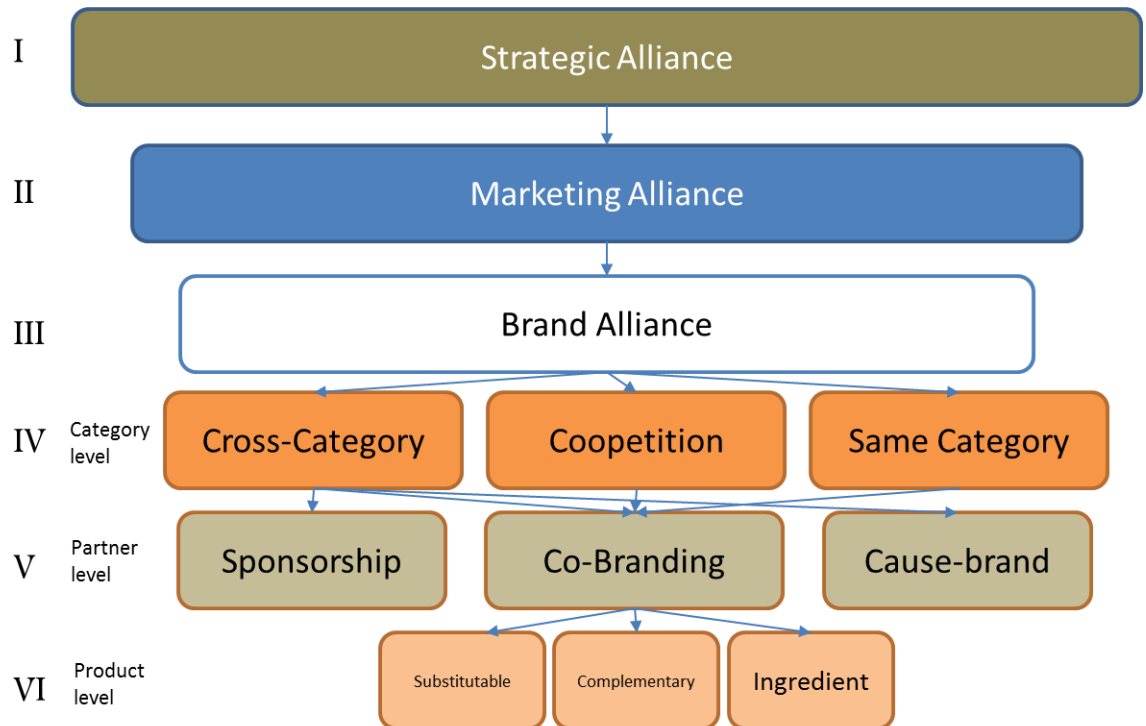 I
Strategic Alliance
II
Marketing Alliance
III
Brand Alliance
IV
Category
level
Cross-Category
Coopetition
Same Category
V
Partner
level
Sponsorship
Co-Branding
Cause-brand
VI
Product
level
Substitutable
Complementary
Ingredient